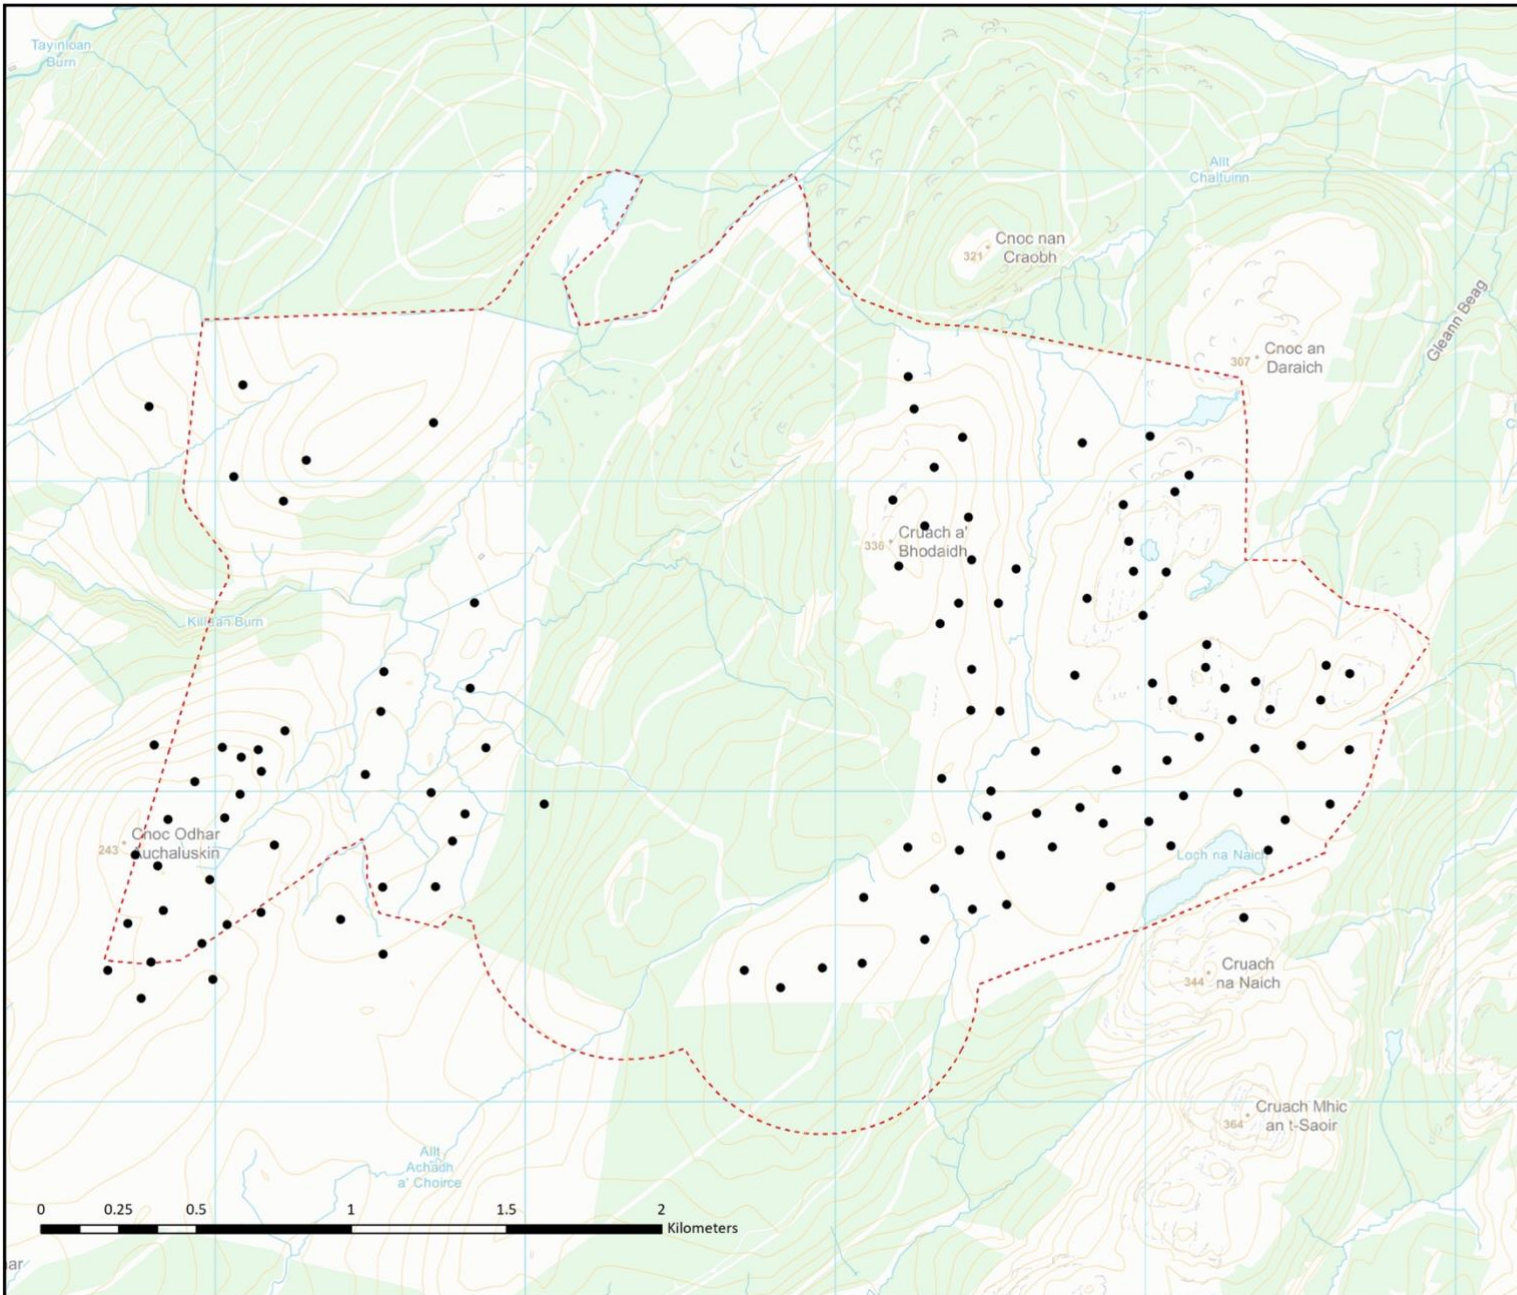 Tayinloan
Burn
Allt
Chaltuinn
Cnoc nan
Craobh
321
Gleann Beag
Cnoc an
Daraich
307
Cruach a'
Bhodaidh
336
Killean Burn
Cnoc Odhar
Auchaluskin
243
Loch na Naich
Cruach
na Naich
344
Cruach Mhic
an t-Saoir
364
Allt
Achadh
a' Choirce
0 0.25 0.5 1 1.5 2
Kilometers
ar